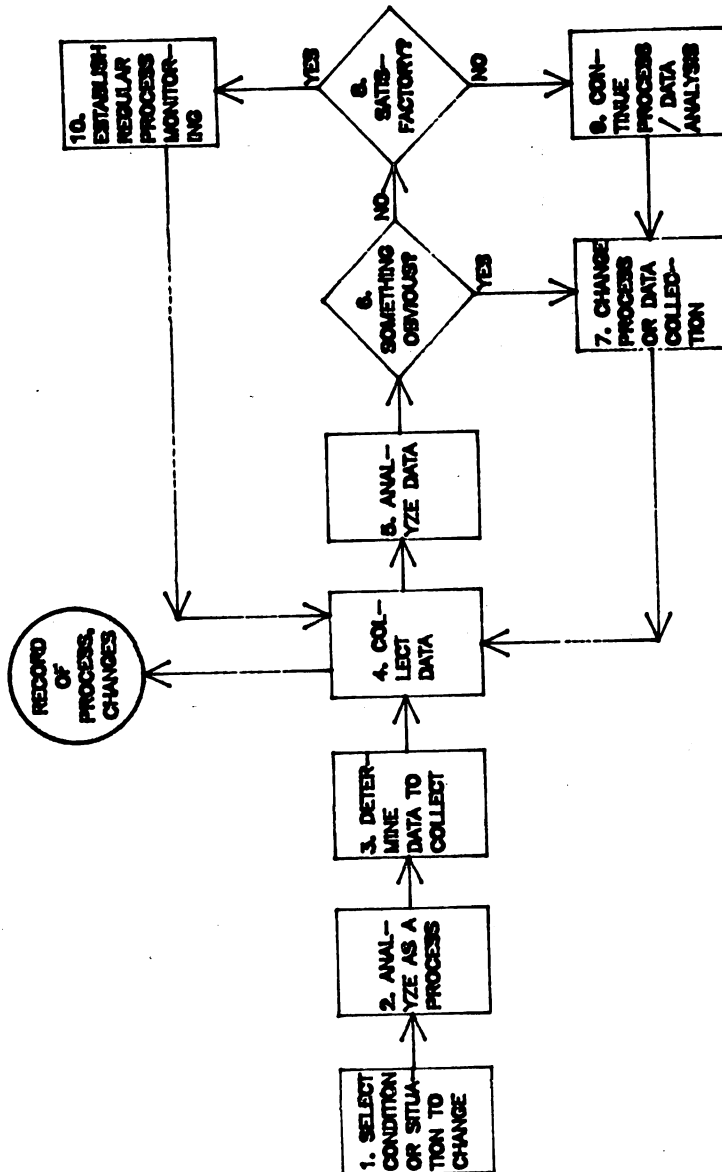 1. SELECT
CONDITION
OR SITUA-
TION TO
CHANGE
2. ANAL-
YZE AS A
PROCESS
3. DETER-
MINE
DATA TO
COLLECT
4. COL-
LECT
DATA
RECORD
OF
PROCESS,
CHANGES
5. ANAL-
YZE DATA
6.
SOMETHING
OBVIOUS?
NO
YES
7. CHANGE
PROCESS
OR DATA
COLLEC-
TION
8.
SATIS-
FACTORY?
YES
NO
9. CON-
TINUE
PROCESS
/ DATA
ANALYSIS
10.
ESTABLISH
REGULAR
PROCESS
MONITOR-
ING